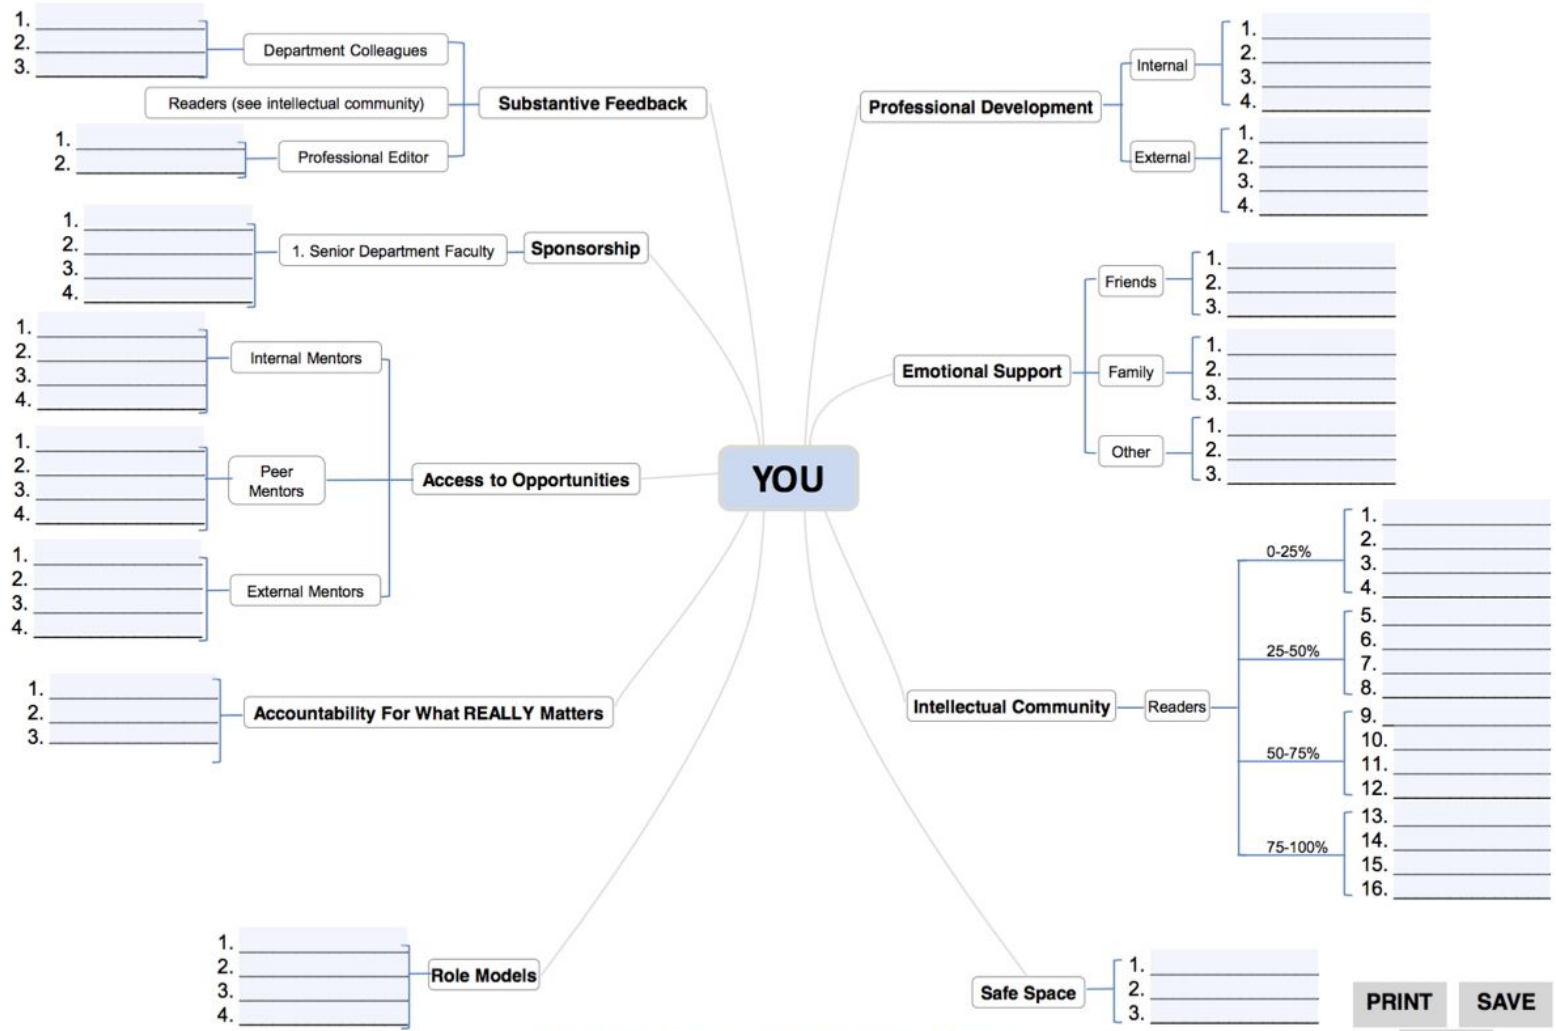 1.
2.
3.
Department Colleagues
Readers (see intellectual community)
Substantive Feedback
1.
2.
Professional Editor
1.
2.
3.
4.
1. Senior Department Faculty
Sponsorship
1.
2.
3.
4.
Internal Mentors
1.
2.
3.
4.
Peer
Mentors
Access to Opportunities
1.
2.
3.
4.
External Mentors
1.
2.
3.
Accountability For What REALLY Matters
1.
2.
3.
4.
Role Models
YOU
Professional Development
Internal
1.
2.
3.
4.
External
1.
2.
3.
4.
Emotional Support
Friends
1.
2.
3.
Family
1.
2.
3.
Other
1.
2.
3.
Intellectual Community
Readers
0-25%
1.
2.
3.
4.
25-50%
5.
6.
7.
8.
50-75%
9.
10.
11.
12.
75-100%
13.
14.
15.
16.
Safe Space
1.
2.
3.
PRINT
SAVE